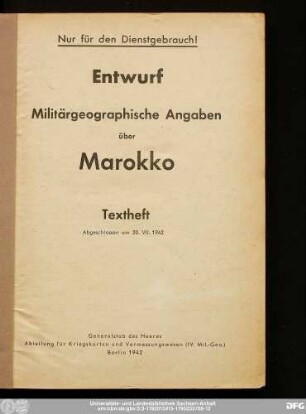 Nur für den Dienstgebrauch!
Entwurf
Militärgeographische Angaben
über
Marokko
Textheft
Abgeschlossen am 30. VII. 1942
Generalstab des Heeres
Abteilung für Kriegskarten und Vermessungswesen (IV. Mil.-Geo.)
Berlin 1942
Universitäts- und Landesbibliothek Sachsen-Anhalt
DFG